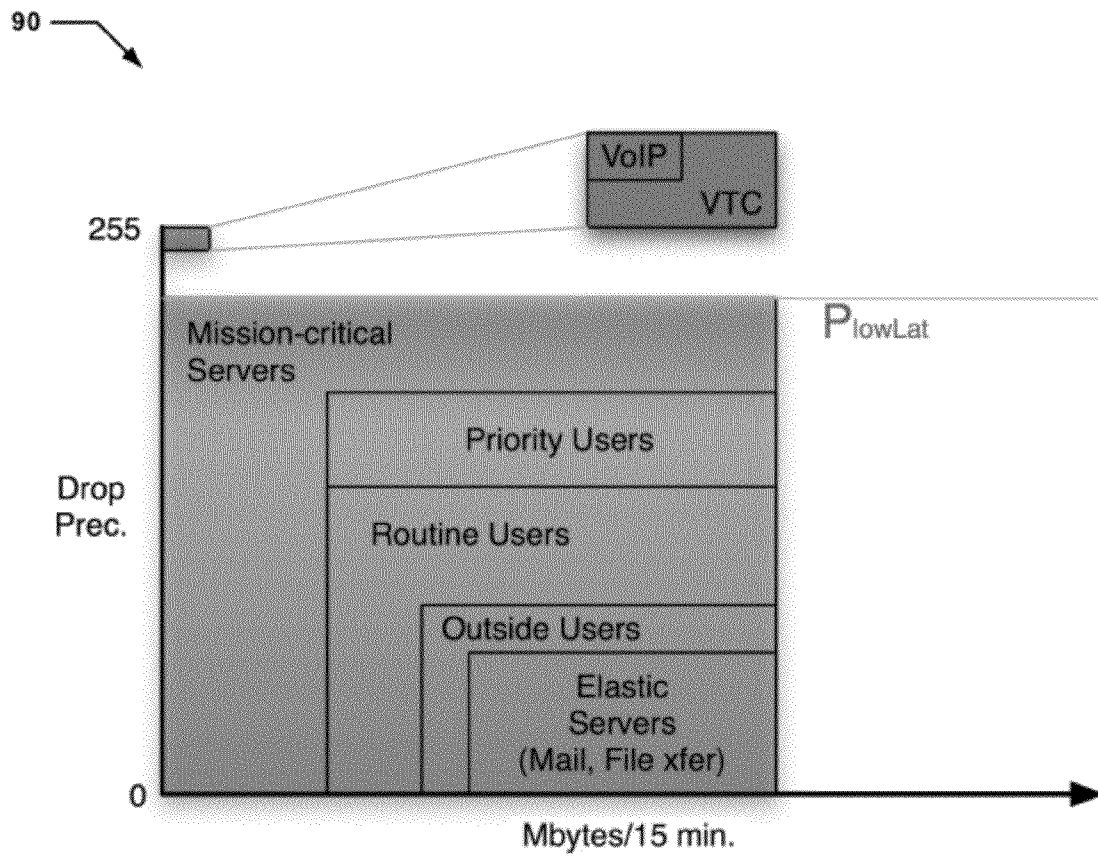 90
VoIP
VTC
255
PlowLat
Mission-critical
Servers
Priority Users
Drop
Prec.
Routine Users
Outside Users
Elastic
Servers
(Mail, File xfer)
0
Mbytes/15 min.